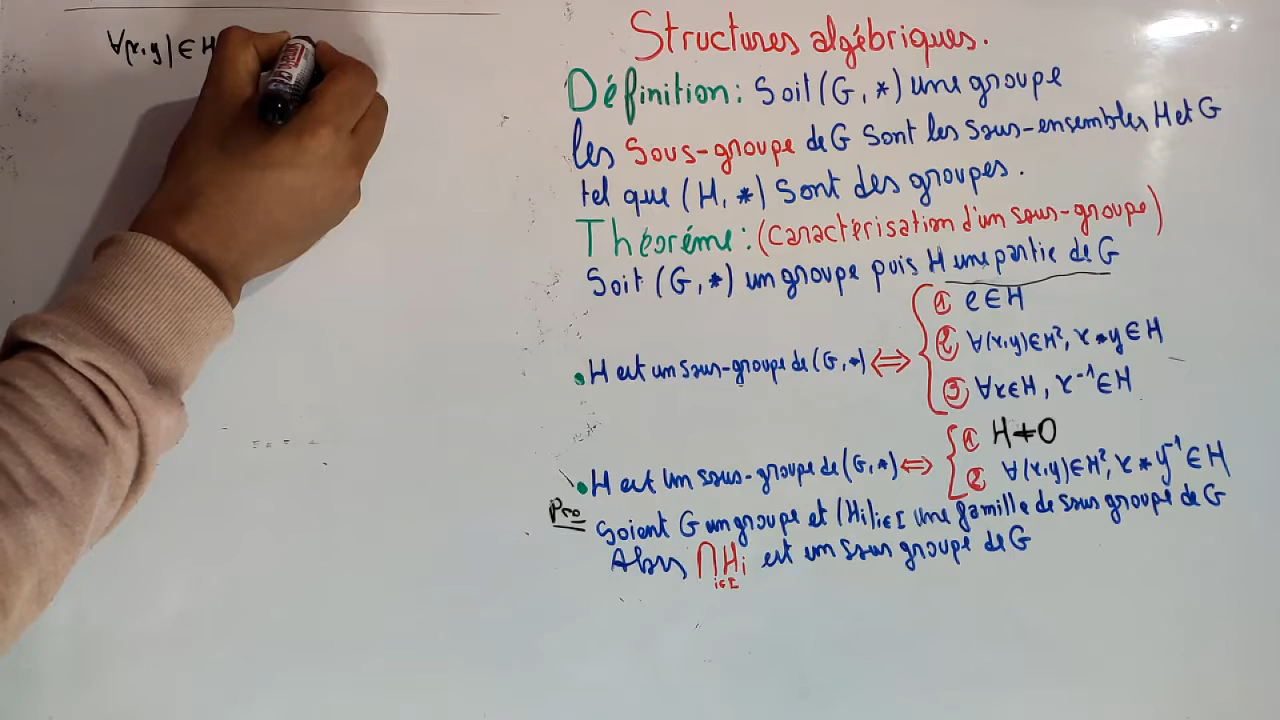 ∀(x,y)∈H
Structures algébriques.
Définition: Soit (G, *) une groupe
les sous-groupe de G sont les sous-ensembles H et G
tel que (H, *) sont des groupes.
Théoréme: (caractérisation d'un sous-groupe)
Soit (G, *) un groupe puis H une partie de G
① e∈H
② ∀(x,y)∈H², x*y∈H
• H est un sous-groupe de (G, *) ⇔
③ ∀x∈H, x⁻¹∈H
① H≠O
• H est un sous-groupe de (G, *) ⇔ ② ∀(x,y)∈H², x*y⁻¹∈H
Pro Soient G un groupe et (Hi)i∈I une famille de sous groupe de G
Alors ⋂Hi est un sous groupe de G
i∈I